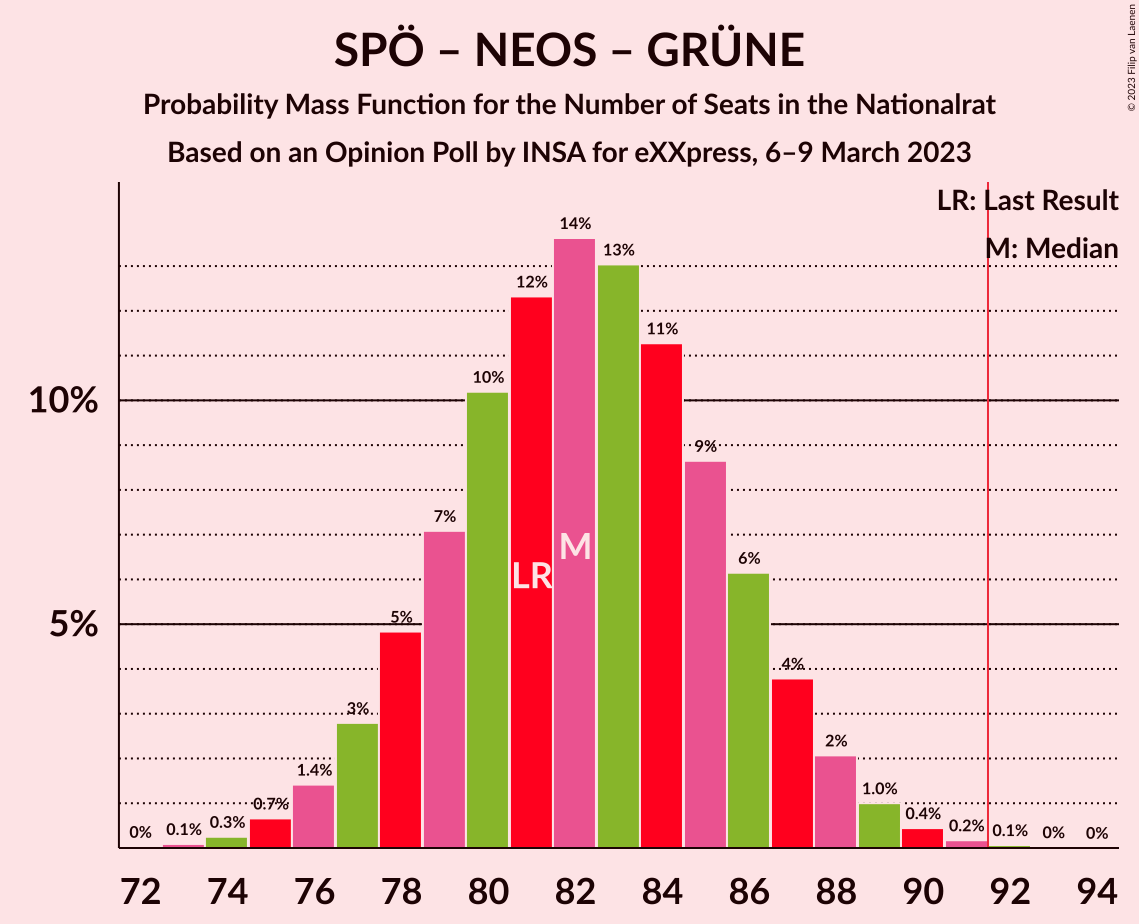 SPÖ – NEOS – GRÜNE
Probability Mass Function for the Number of Seats in the Nationalrat
Based on an Opinion Poll by INSA for eXXpress, 6–9 March 2023
© 2023 Filip van Laenen
LR: Last Result
M: Median
10%
5%
0%
0.1%
0.3%
0.7%
1.4%
3%
5%
7%
10%
12%
14%
13%
11%
9%
6%
4%
2%
1.0%
0.4%
0.2%
0.1%
0%
0%
LR
M
72 74 76 78 80 82 84 86 88 90 92 94